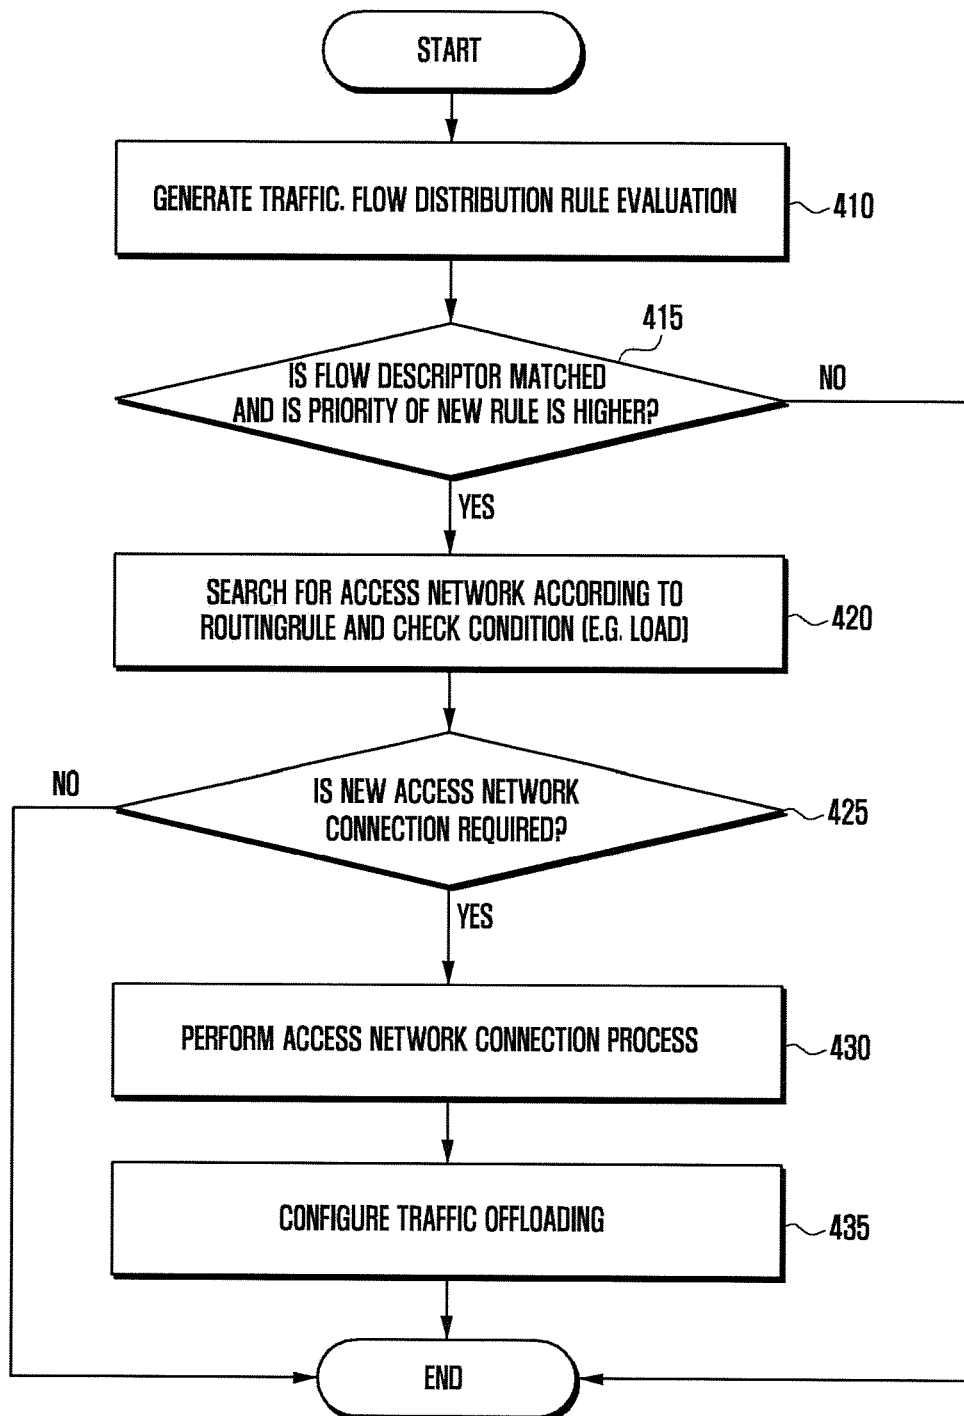 START
GENERATE TRAFFIC. FLOW DISTRIBUTION RULE EVALUATION
410
415
IS FLOW DESCRIPTOR MATCHED
AND IS PRIORITY OF NEW RULE IS HIGHER?
NO
YES
SEARCH FOR ACCESS NETWORK ACCORDING TO
ROUTINGRULE AND CHECK CONDITION (E.G. LOAD)
420
NO
IS NEW ACCESS NETWORK
CONNECTION REQUIRED?
425
YES
PERFORM ACCESS NETWORK CONNECTION PROCESS
430
CONFIGURE TRAFFIC OFFLOADING
435
END